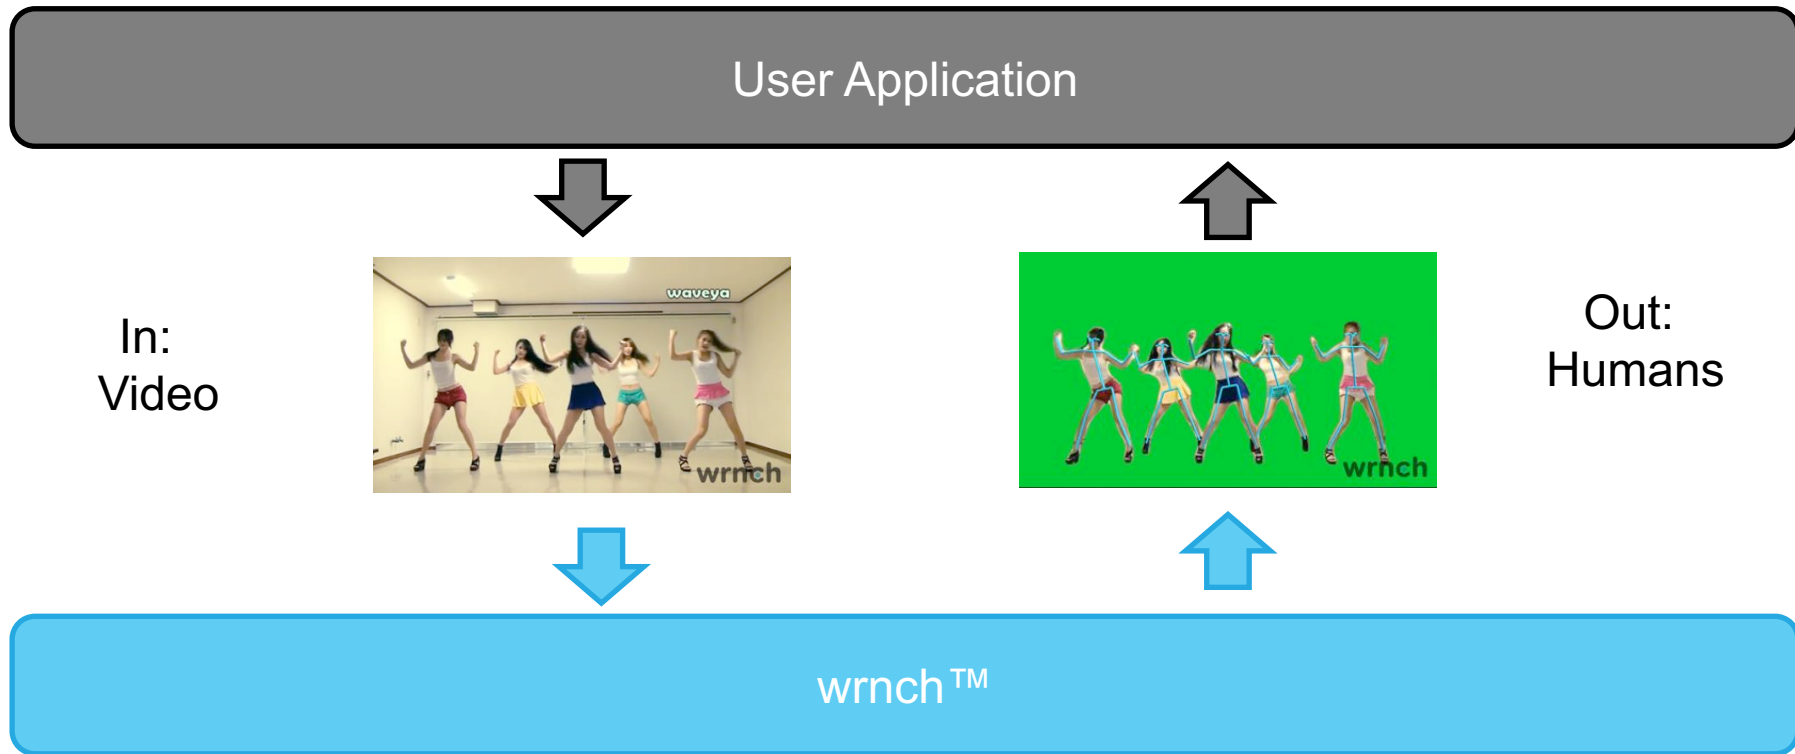 User Application
In:
Video
waveya
wrnch
wrnch
Out:
Humans
wrnch™